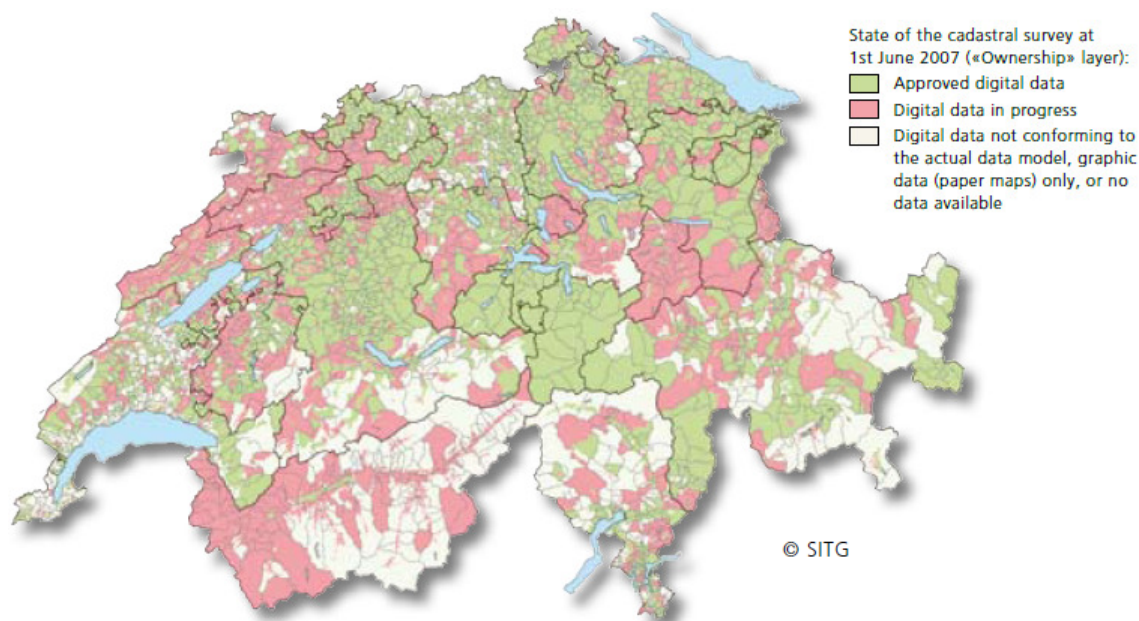 State of the cadastral survey at
1st June 2007 («Ownership» layer):
Approved digital data
Digital data in progress
Digital data not conforming to
the actual data model, graphic
data (paper maps) only, or no
data available
© SITG